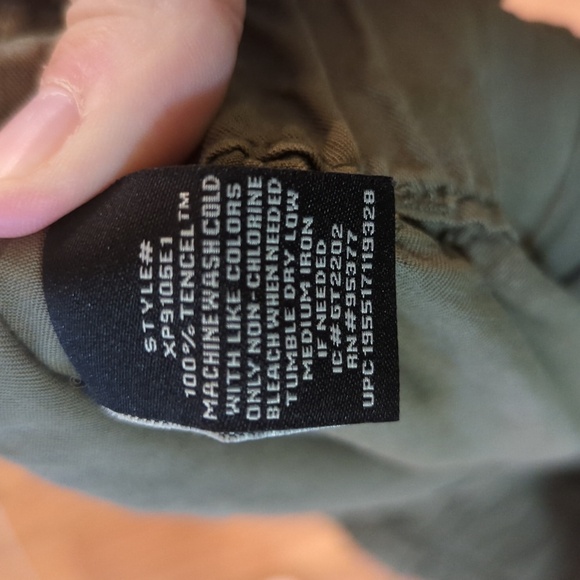 STYLE#
XP9105E1
100% TENCEL™
MACHINE WASH COLD
WITH LIKE COLORS
ONLY NON-CHLORINE
BLEACH WHEN NEEDED
TUMBLE DRY LOW
MEDIUM IRON
IF NEEDED
IC#GT2202
RN#95377
UPC195517119328